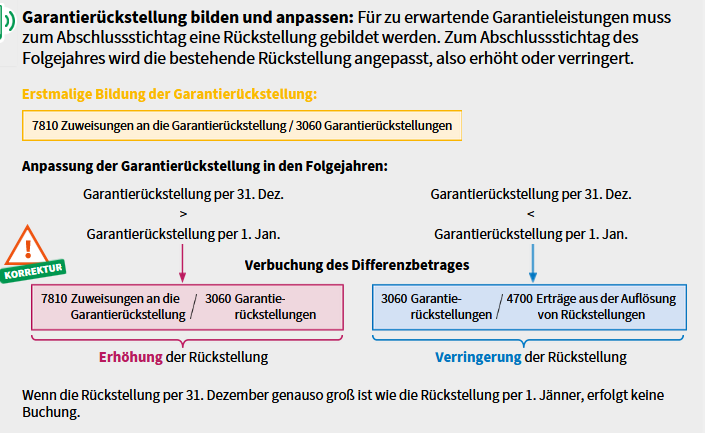 Garantierückstellung bilden und anpassen: Für zu erwartende Garantieleistungen muss
zum Abschlussstichtag eine Rückstellung gebildet werden. Zum Abschlussstichtag des
Folgejahres wird die bestehende Rückstellung angepasst, also erhöht oder verringert.
Erstmalige Bildung der Garantierückstellung:
7810 Zuweisungen an die Garantierückstellung / 3060 Garantierückstellungen
Anpassung der Garantierückstellung in den Folgejahren:
Garantierückstellung per 31. Dez.
>
Garantierückstellung per 1. Jan.
Garantierückstellung per 31. Dez.
<
Garantierückstellung per 1. Jan.
KORREKTUR
Verbuchung des Differenzbetrages
7810 Zuweisungen an die / 3060 Garantie-
Garantierückstellung rückstellungen
3060 Garantie- / 4700 Erträge aus der Auflösung
rückstellungen von Rückstellungen
Erhöhung der Rückstellung
Verringerung der Rückstellung
Wenn die Rückstellung per 31. Dezember genauso groß ist wie die Rückstellung per 1. Jänner, erfolgt keine
Buchung.